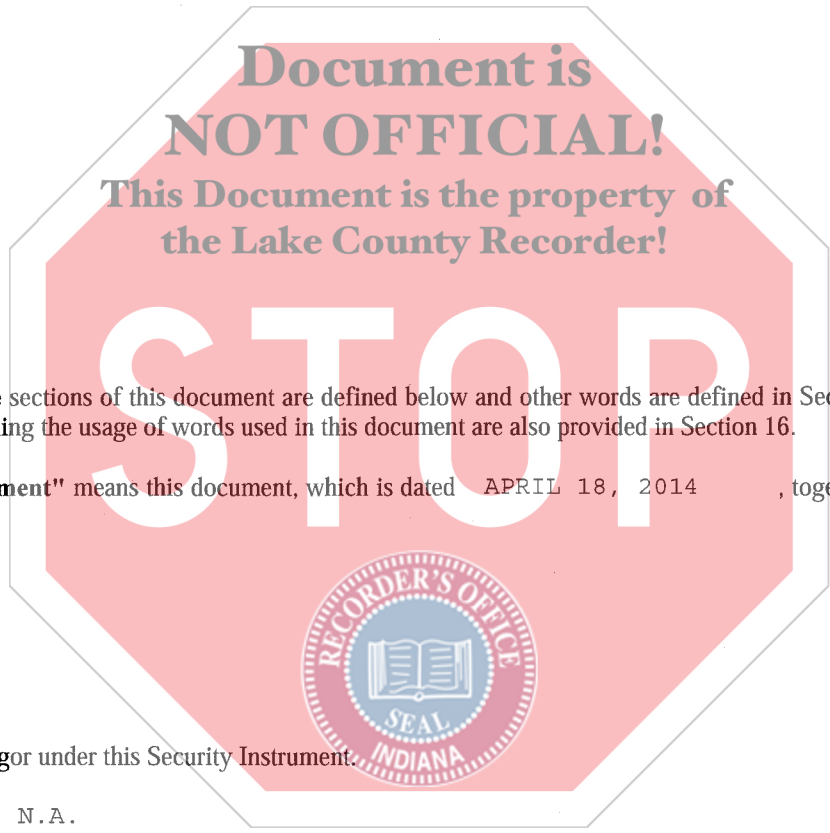 Document is
NOT OFFICIAL!
This Document is the property of
the Lake County Recorder!
STOP
sections of this document are defined below and other words are defined in Sec
ing the usage of words used in this document are also provided in Section 16.
ment" means this document, which is dated APRIL 18, 2014 , toge
RECORDER'S OFFICE
SEAL
INDIANA
gor under this Security Instrument.
N.A.